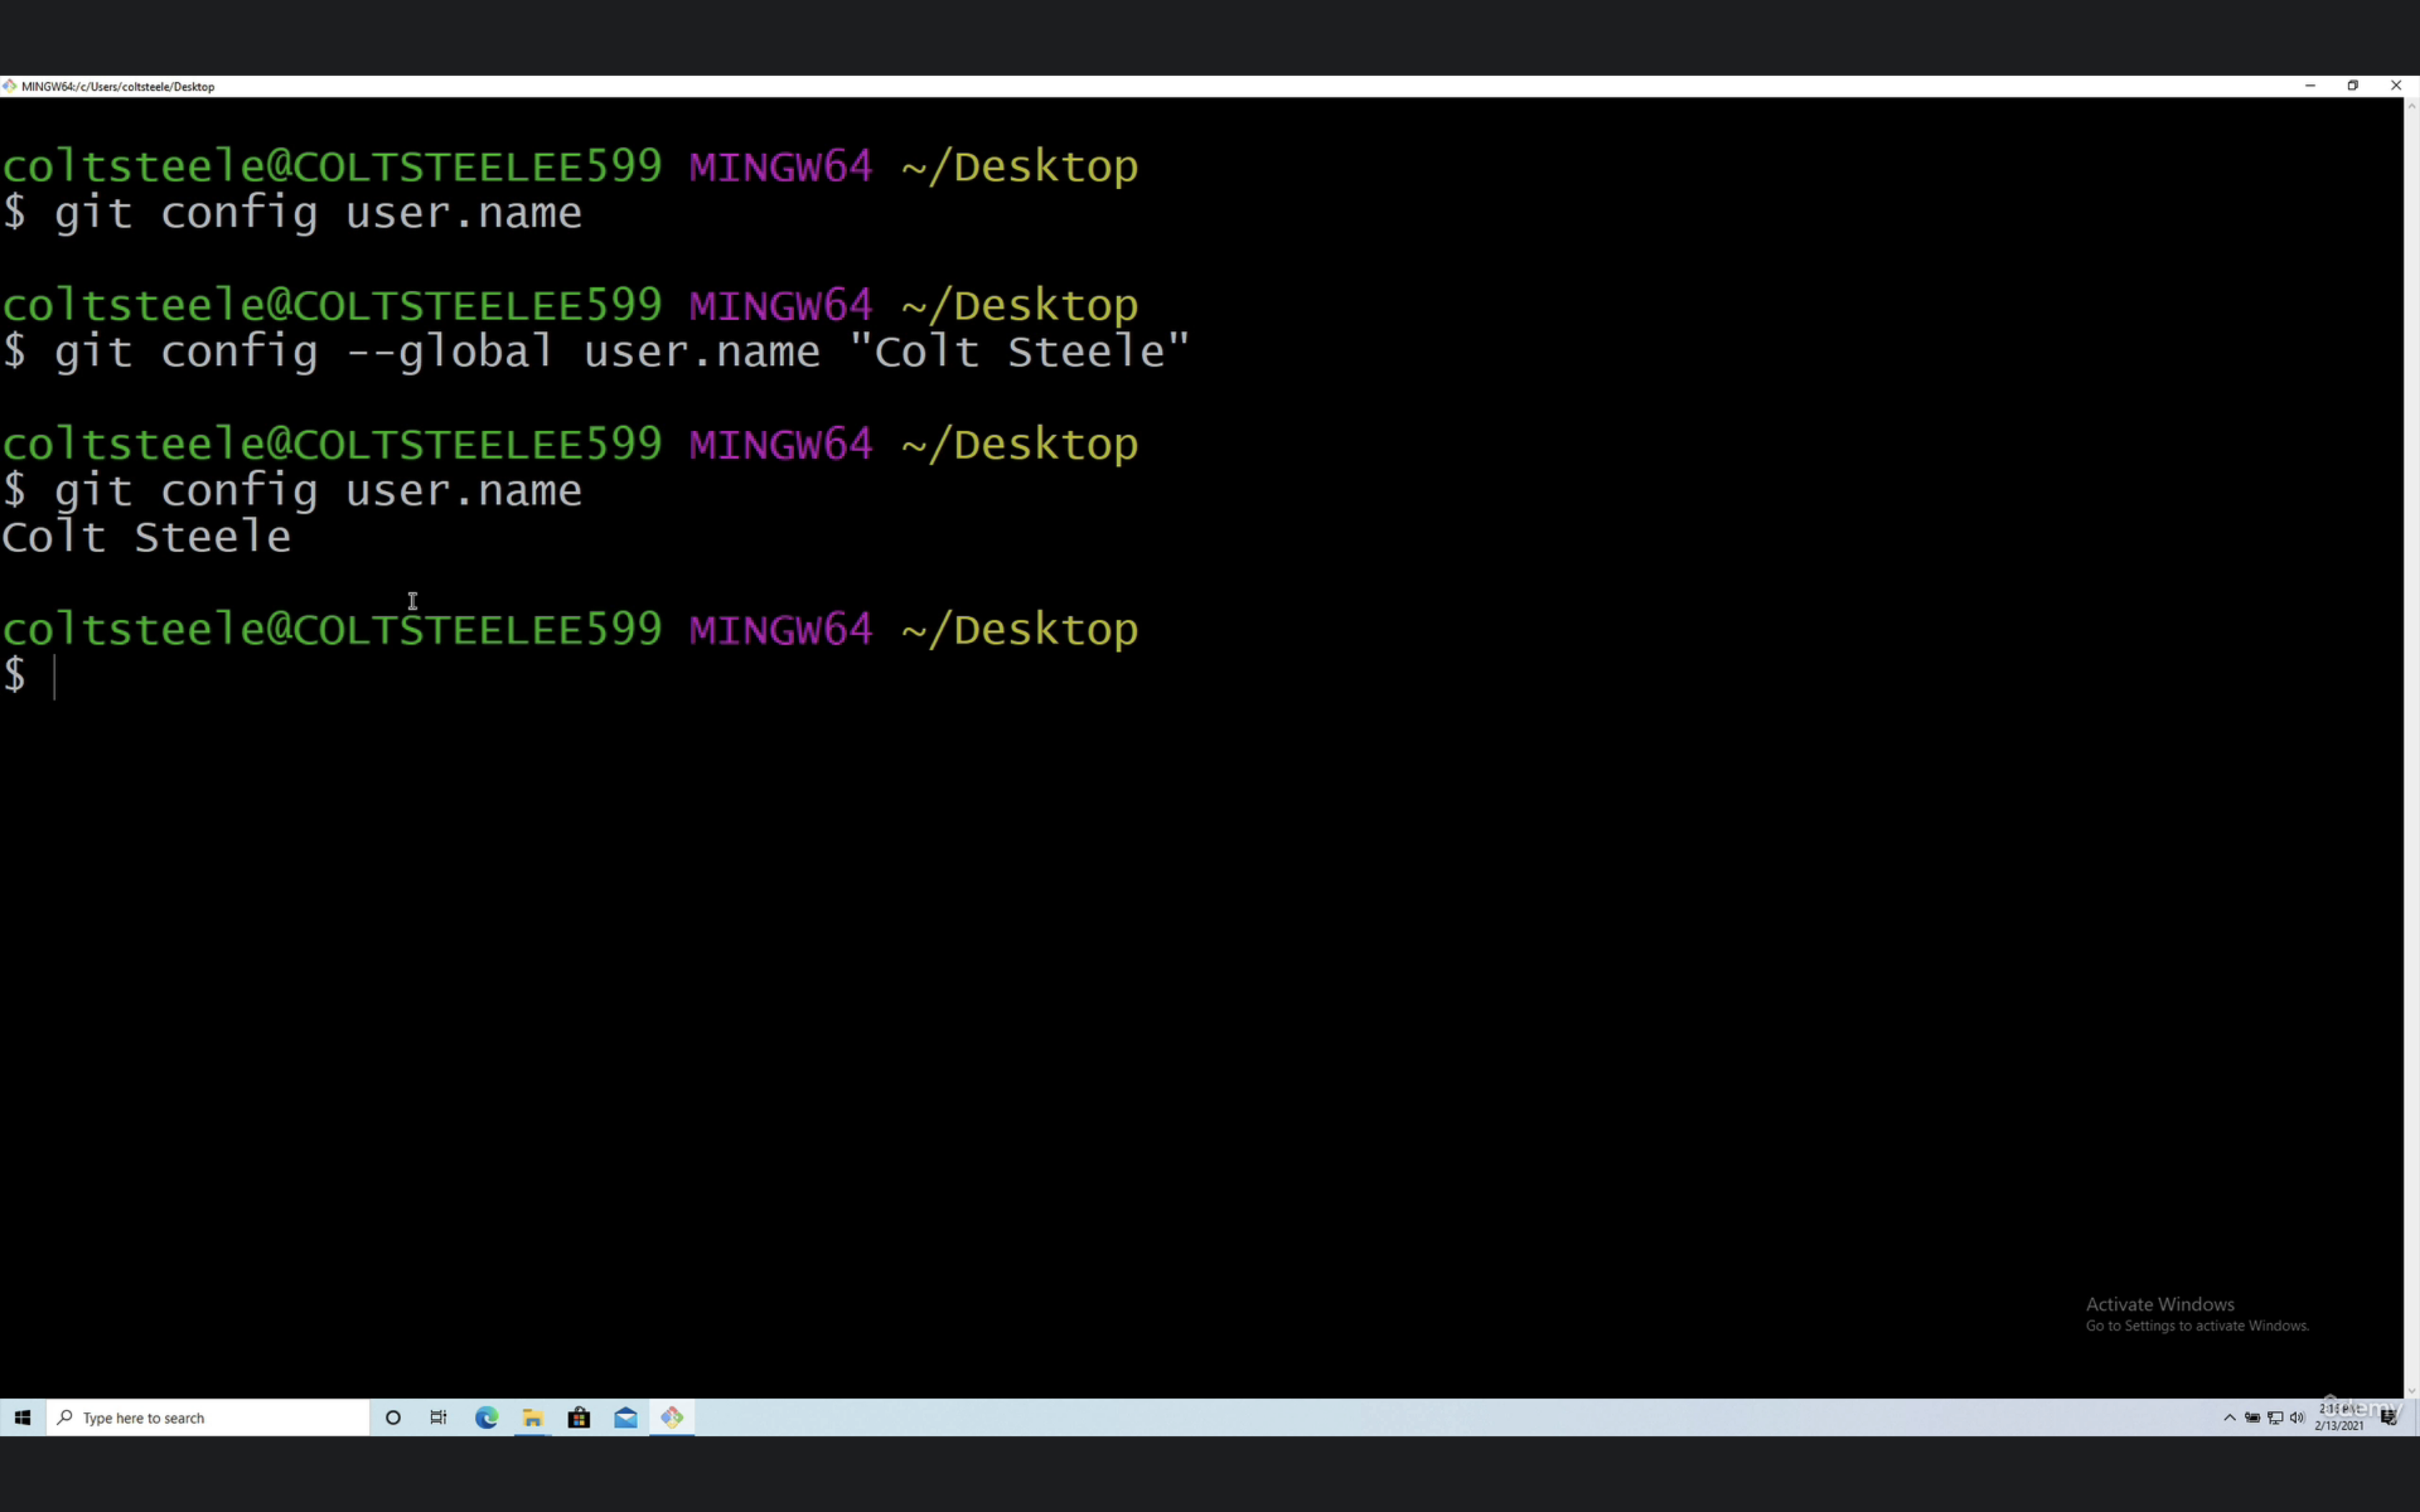 MINGW64:/c/Users/coltsteele/Desktop
coltsteele@COLTSTEELEE599 MINGW64 ~/Desktop
$ git config user.name
coltsteele@COLTSTEELEE599 MINGW64 ~/Desktop
$ git config --global user.name "Colt Steele"
coltsteele@COLTSTEELEE599 MINGW64 ~/Desktop
$ git config user.name
Colt Steele
coltsteele@COLTSTEELEE599 MINGW64 ~/Desktop
$
Activate Windows
Go to Settings to activate Windows.
Type here to search
udemy
2/13/2021